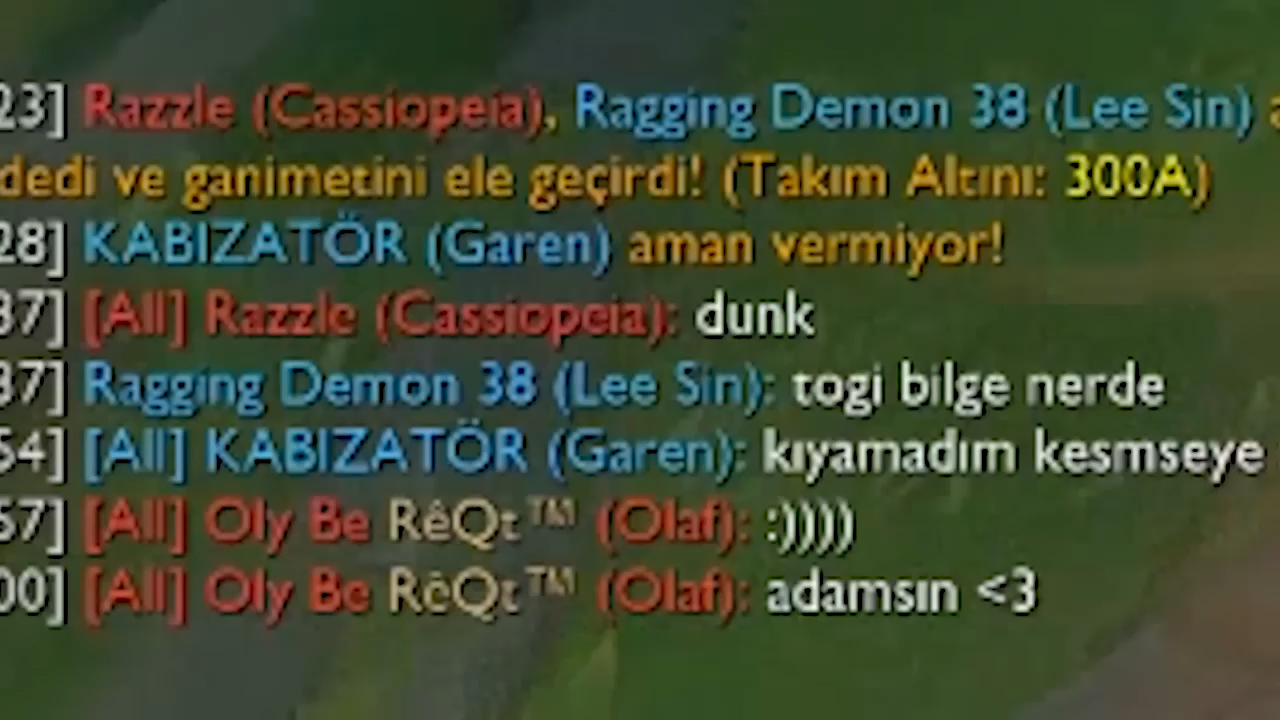 23] Razzle (Cassiopeia), Ragging Demon 38 (Lee Sin) a
dedi ve ganimetini ele geçirdi! (Takım Altını: 300A)
28] KABIZATÖR (Garen) aman vermiyor!
37] [All] Razzle (Cassiopeia): dunk
37] Ragging Demon 38 (Lee Sin): togi bilge nerde
54] [All] KABIZATÖR (Garen): kıyamadım kesmseye
57] [All] Oly Be RêQt™ (Olaf): :))))
00] [All] Oly Be RêQt™ (Olaf): adamsın <3